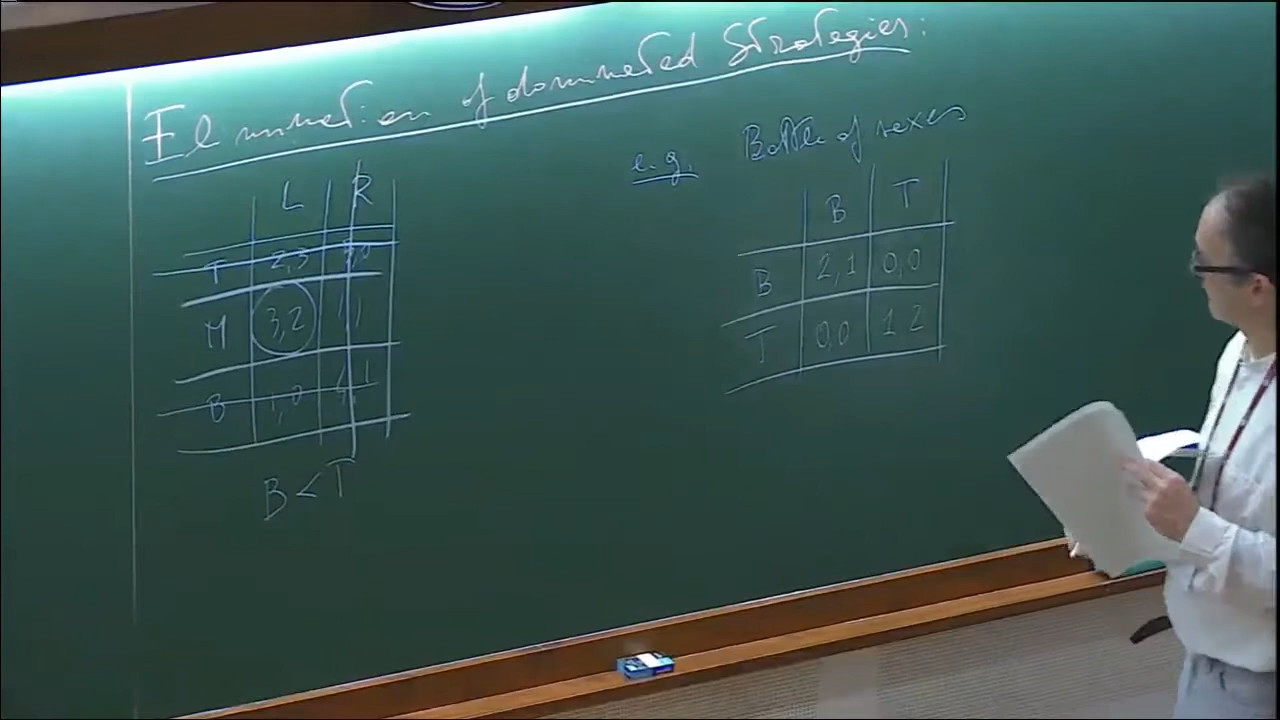 Elimination of dominated strategies:
e.g. Battle of sexes
L R
T 2,3
M 3,2 1,1
B 1,0
B < T
B T
B 2,1 0,0
T 0,0 1 2